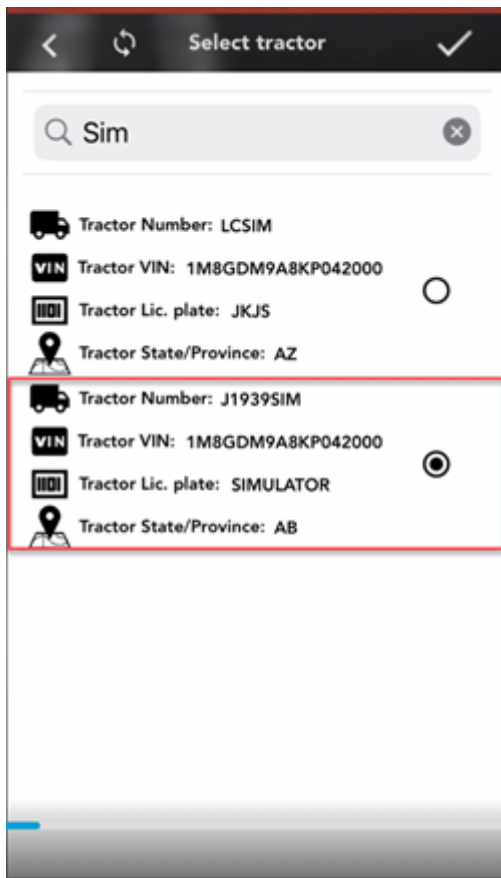 Select tractor
Sim
Tractor Number: LCSIM
VIN Tractor VIN: 1M8GDM9A8KP042000
Tractor Lic. plate: JKJS
Tractor State/Province: AZ
Tractor Number: J1939SIM
VIN Tractor VIN: 1M8GDM9A8KP042000
Tractor Lic. plate: SIMULATOR
Tractor State/Province: AB